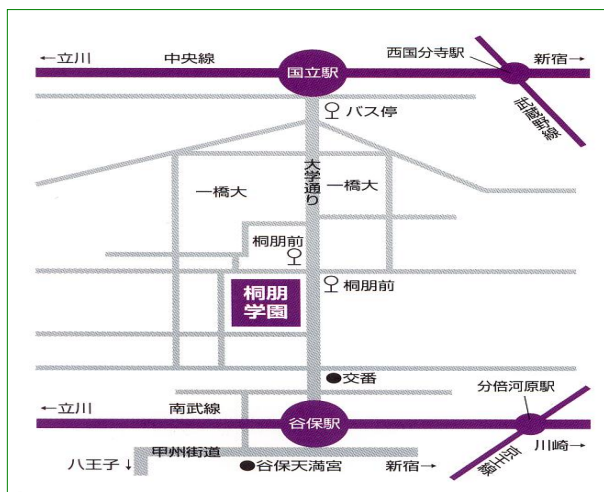 ←立川
中央線
国立駅
西国分寺駅
新宿→
武蔵野線
バス停
大学通り
一橋大
一橋大
桐朋前
桐朋前
桐朋
学園
交番
分倍河原駅
←立川
南武線
谷保駅
川崎→
京王線
甲州街道
八王子↓
谷保天満宮
新宿→